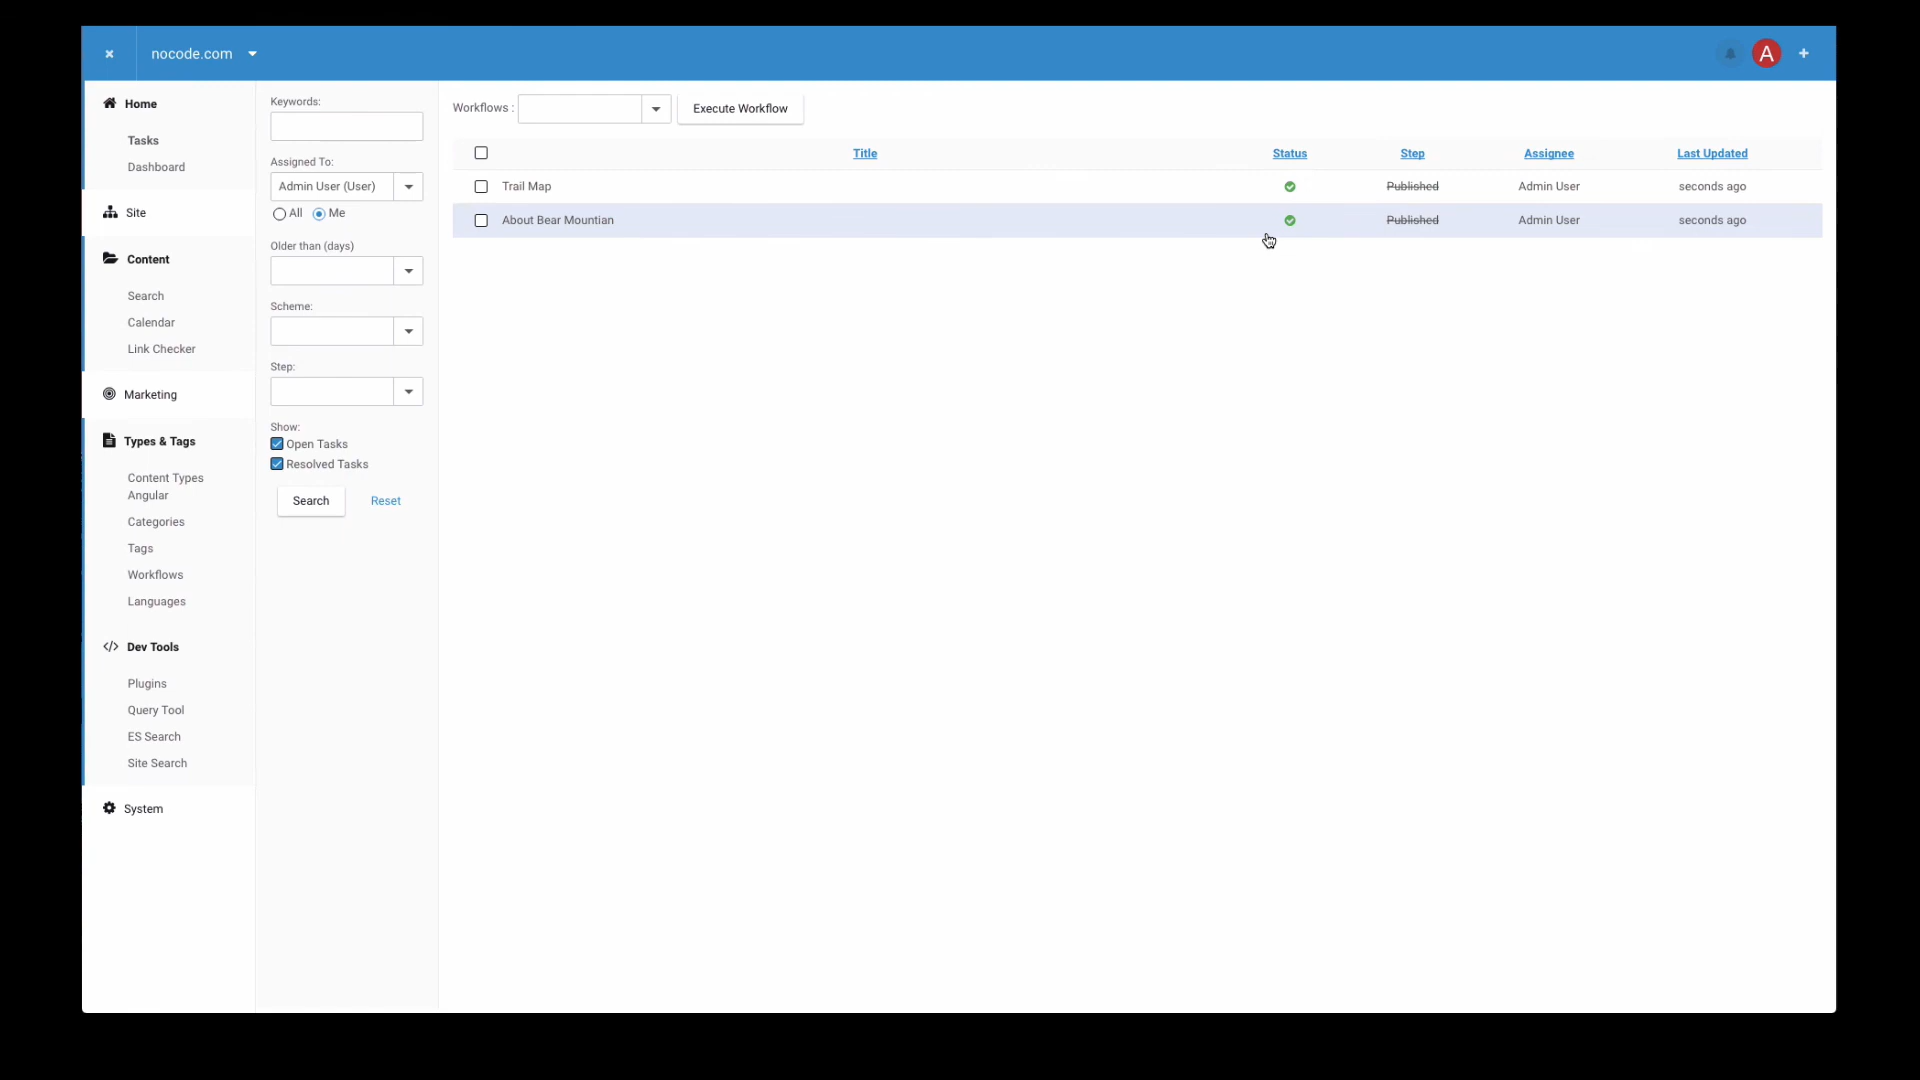 nocode.com
A
Home
Tasks
Dashboard
Site
Content
Search
Calendar
Link Checker
Marketing
Types & Tags
Content Types
Angular
Categories
Tags
Workflows
Languages
Dev Tools
Plugins
Query Tool
ES Search
Site Search
System
Keywords:
Assigned To:
Admin User (User)
All Me
Older than (days)
Scheme:
Step:
Show:
Open Tasks
Resolved Tasks
Search Reset
Workflows : Execute Workflow
Title Status Step Assignee Last Updated
Trail Map Published Admin User seconds ago
About Bear Mountian Published Admin User seconds ago